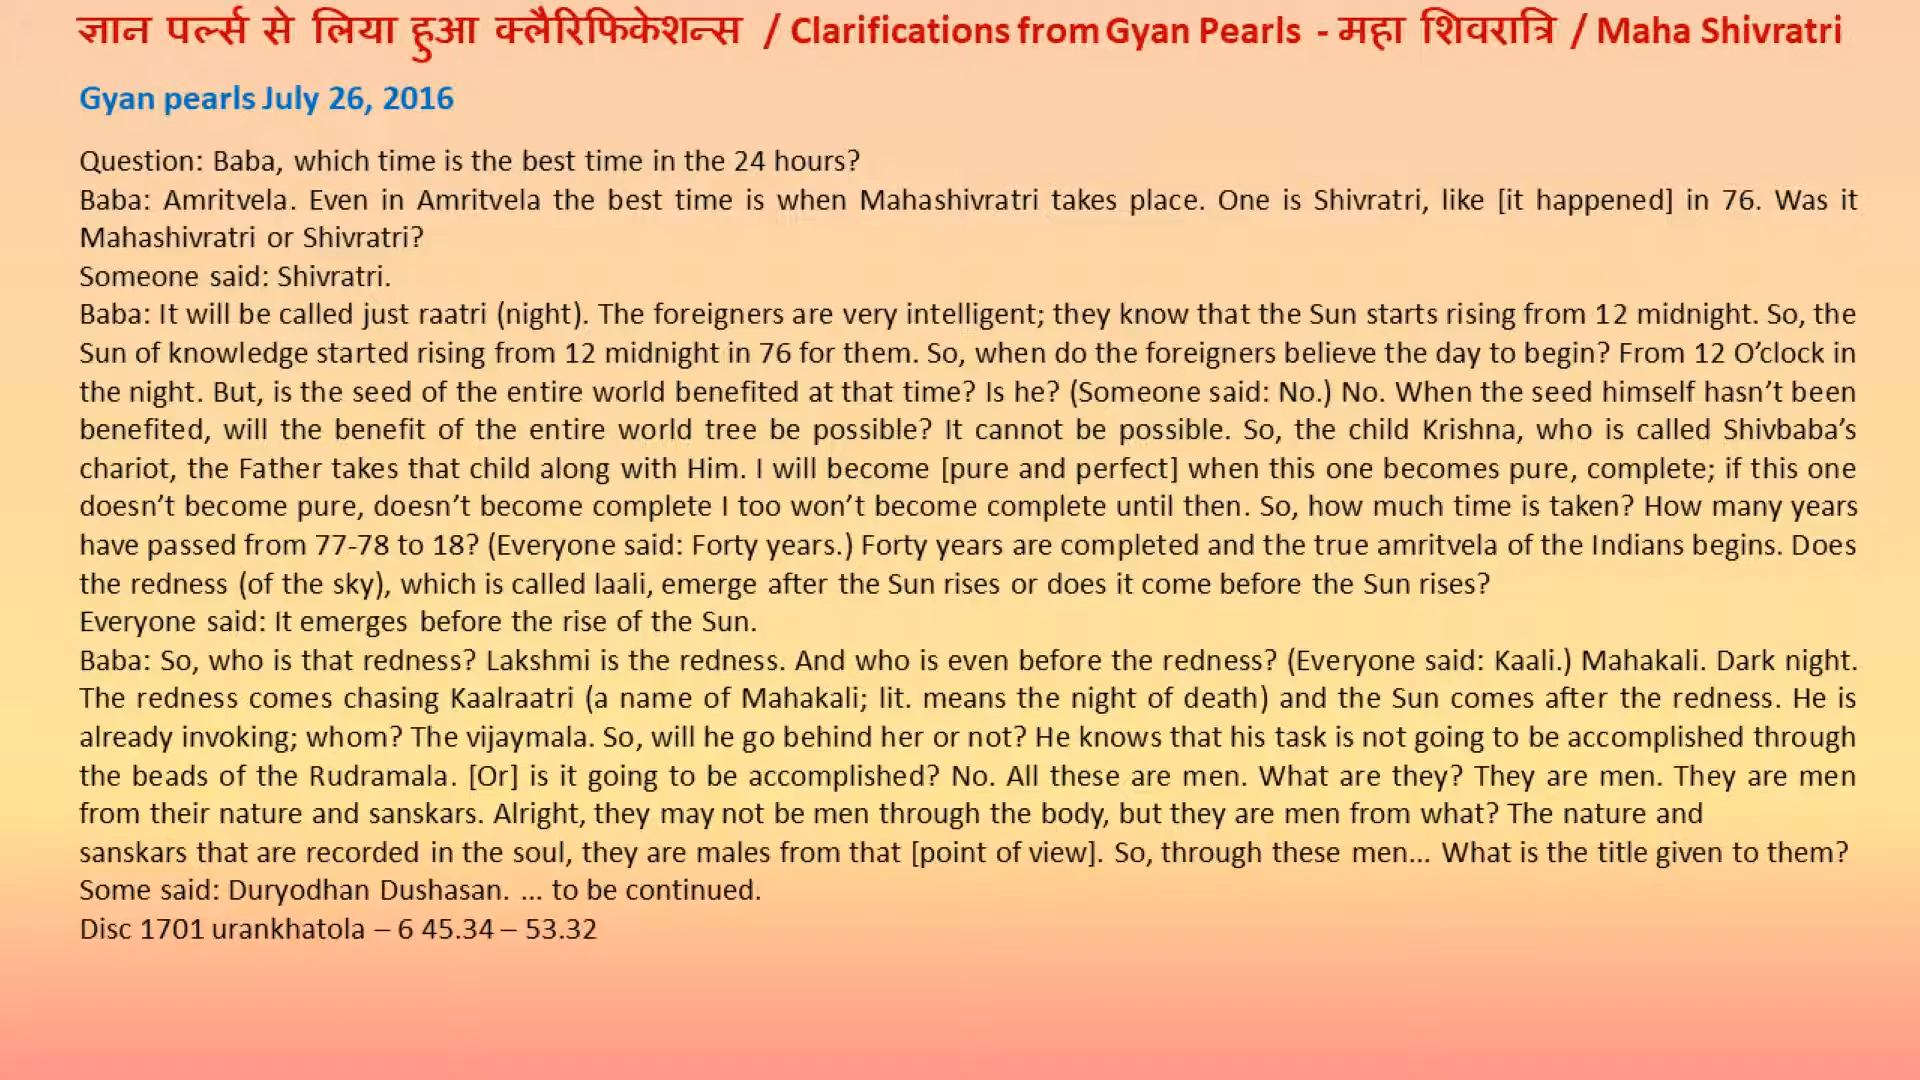 ज्ञान पर्ल्स से लिया हुआ क्लैरिफिकेशन्स / Clarifications from Gyan Pearls - महा शिवरात्रि / Maha Shivratri
Gyan pearls July 26, 2016
Question: Baba, which time is the best time in the 24 hours?
Baba: Amritvela. Even in Amritvela the best time is when Mahashivratri takes place. One is Shivratri, like [it happened] in 76. Was it
Mahashivratri or Shivratri?
Someone said: Shivratri.
Baba: It will be called just raatri (night). The foreigners are very intelligent; they know that the Sun starts rising from 12 midnight. So, the
Sun of knowledge started rising from 12 midnight in 76 for them. So, when do the foreigners believe the day to begin? From 12 O’clock in
the night. But, is the seed of the entire world benefited at that time? Is he? (Someone said: No.) No. When the seed himself hasn’t been
benefited, will the benefit of the entire world tree be possible? It cannot be possible. So, the child Krishna, who is called Shivbaba’s
chariot, the Father takes that child along with Him. I will become [pure and perfect] when this one becomes pure, complete; if this one
doesn’t become pure, doesn’t become complete I too won’t become complete until then. So, how much time is taken? How many years
have passed from 77-78 to 18? (Everyone said: Forty years.) Forty years are completed and the true amritvela of the Indians begins. Does
the redness (of the sky), which is called laali, emerge after the Sun rises or does it come before the Sun rises?
Everyone said: It emerges before the rise of the Sun.
Baba: So, who is that redness? Lakshmi is the redness. And who is even before the redness? (Everyone said: Kaali.) Mahakali. Dark night.
The redness comes chasing Kaalraatri (a name of Mahakali; lit. means the night of death) and the Sun comes after the redness. He is
already invoking; whom? The vijaymala. So, will he go behind her or not? He knows that his task is not going to be accomplished through
the beads of the Rudramala. [Or] is it going to be accomplished? No. All these are men. What are they? They are men. They are men
from their nature and sanskars. Alright, they may not be men through the body, but they are men from what? The nature and
sanskars that are recorded in the soul, they are males from that [point of view]. So, through these men... What is the title given to them?
Some said: Duryodhan Dushasan. ... to be continued.
Disc 1701 urankhatola – 6 45.34 – 53.32